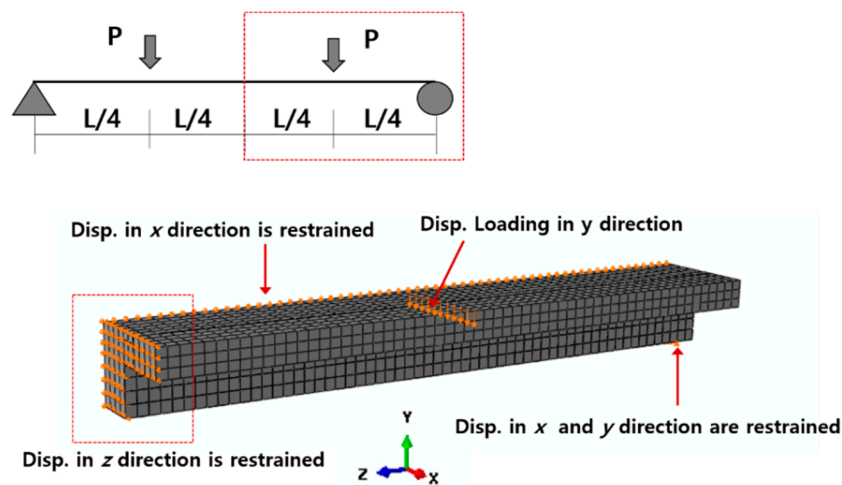 P
P
L/4 L/4 L/4 L/4
Disp. in x direction is restrained
Disp. Loading in y direction
Disp. in x and y direction are restrained
Disp. in z direction is restrained
Y
Z
X